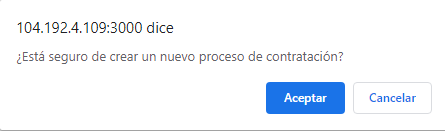 104.192.4.109:3000 dice
¿Está seguro de crear un nuevo proceso de contratación?
Aceptar
Cancelar